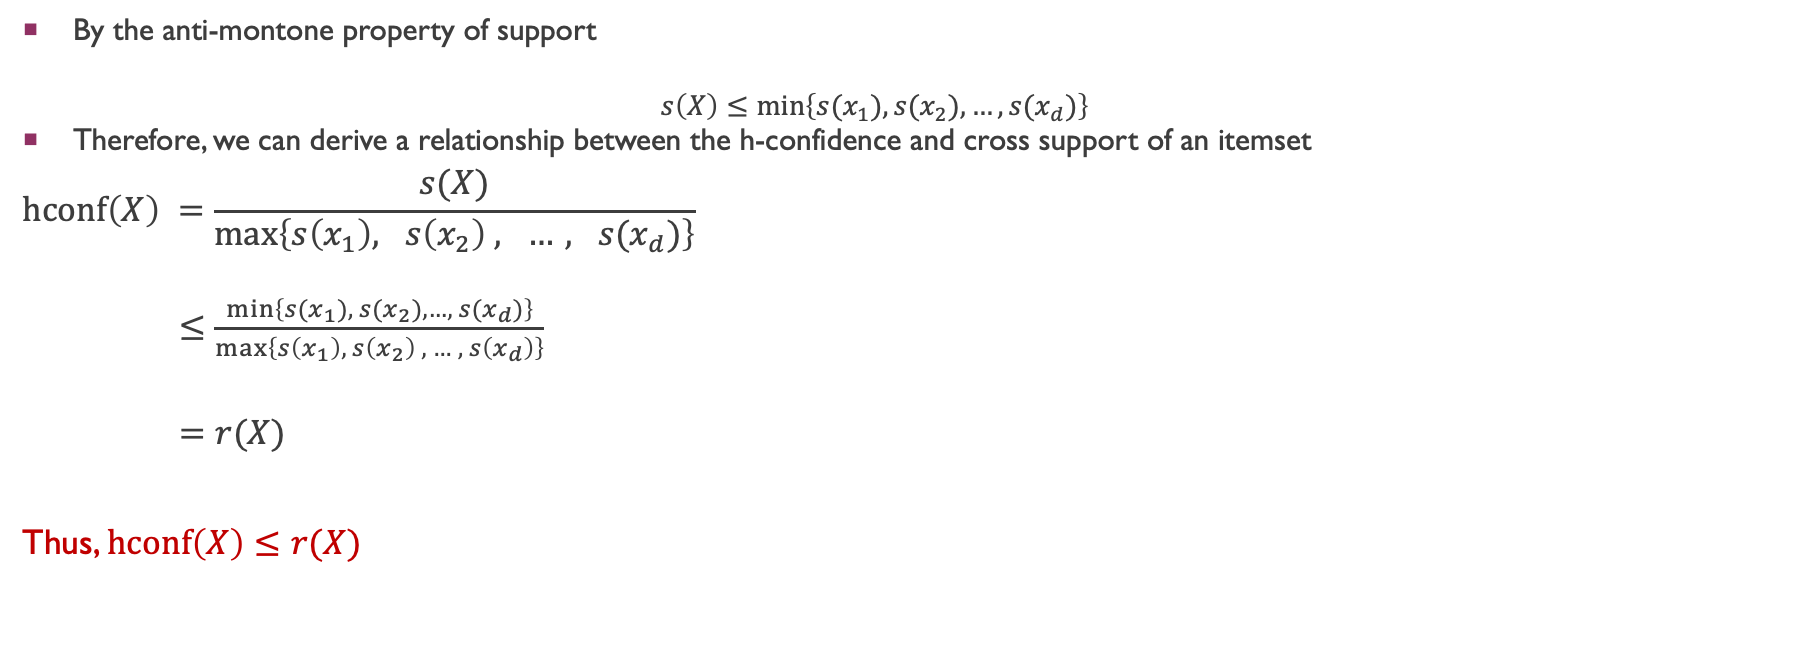 ▪ By the anti-montone property of support
s(X) ≤ min{s(x₁), s(x₂), … , s(x_d)}
▪ Therefore, we can derive a relationship between the h-confidence and cross support of an itemset
hconf(X) = s(X) / max{s(x₁), s(x₂) , … , s(x_d)}
≤ min{s(x₁), s(x₂),…, s(x_d)} / max{s(x₁), s(x₂) , … , s(x_d)}
= r(X)
Thus, hconf(X) ≤ r(X)